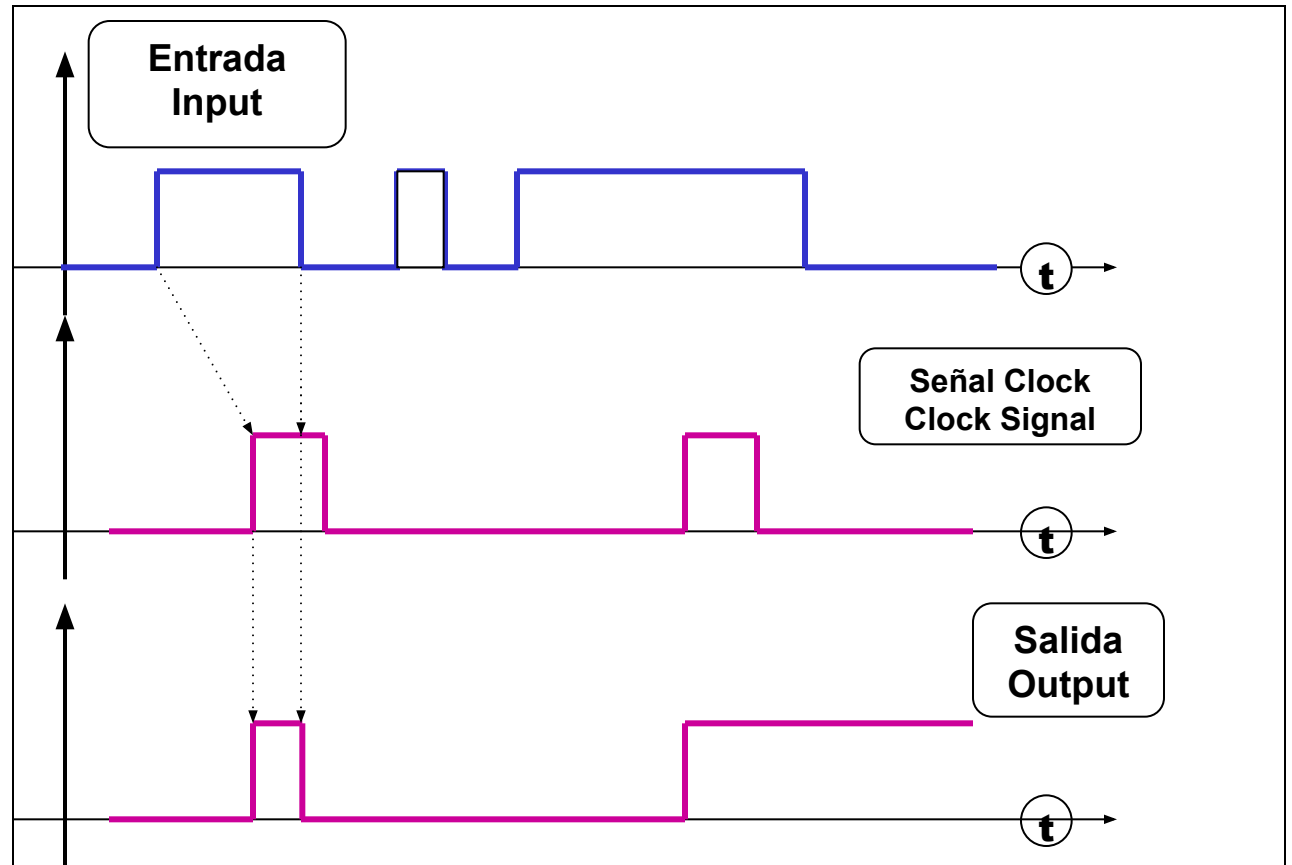 Entrada
Input
t
Señal Clock
Clock Signal
t
Salida
Output
t